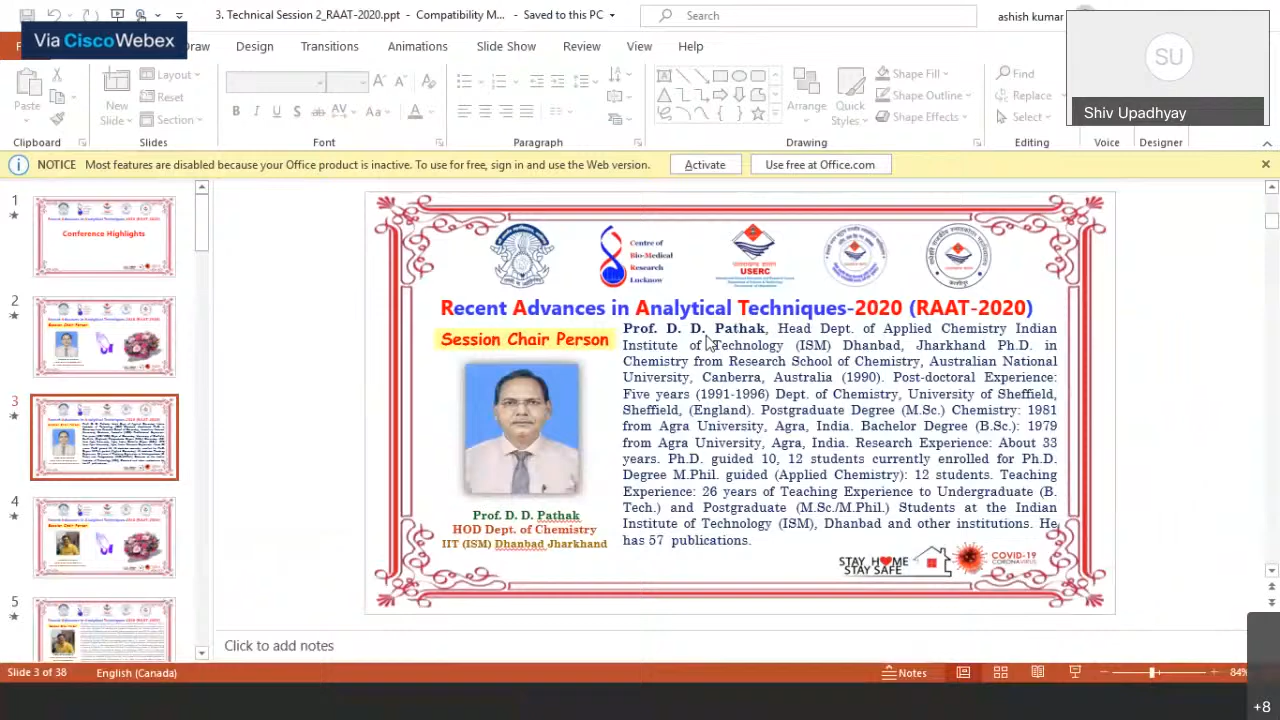 3. Technical Session 2_RAAT-2020.ppt - Compatibility M... - Saved to this PC
Search
ashish kumar
Via CiscoWebex
Draw Design Transitions Animations Slide Show Review View Help
SU
Shiv Upadhyay
Paste
New Slide
Layout
Reset
Section
B I U S ab AV Aa A
Arrange
Quick Styles
Shape Fill
Shape Outline
Shape Effects
Find
Replace
Select
Clipboard Slides Font Paragraph Drawing Editing Voice Designer
NOTICE Most features are disabled because your Office product is inactive. To use for free, sign in and use the Web version. Activate Use free at Office.com
1
Conference Highlights
2
3
4
5
Centre of
Bio-Medical
Research
Lucknow
USERC
Recent Advances in Analytical Techniques-2020 (RAAT-2020)
Session Chair Person
Prof. D. D. Pathak, Head Dept. of Applied Chemistry Indian
Institute of Technology (ISM) Dhanbad, Jharkhand Ph.D. in
Chemistry from Research School of Chemistry, Australian National
University, Canberra, Australia (1990). Post-doctoral Experience:
Five years (1991-1996) Dept. of Chemistry, University of Sheffield,
Sheffield, (England). Postgraduate Degree (M.Sc.) Chemistry: 1981
from Agra University, Agra, India. Bachelor Degree (B.Sc.): 1979
from Agra University, Agra, India Research Experience: About 33
years. Ph.D. guided 10, 12 students currently enrolled for Ph.D.
Degree M.Phil. guided (Applied Chemistry): 12 students. Teaching
Experience: 26 years of Teaching Experience to Undergraduate (B.
Tech.) and Postgraduate (M.Sc./M.Phil.) Students at the Indian
Institute of Technology (ISM), Dhanbad and other institutions. He
has 57 publications.
Prof. D. D. Pathak
HOD Dept. of Chemistry
IIT (ISM) Dhanbad Jharkhand
STAY HOME
STAY SAFE
COVID-19
CORONAVIRUS
Click to add notes
Slide 3 of 38 English (Canada) Notes 84%
+8